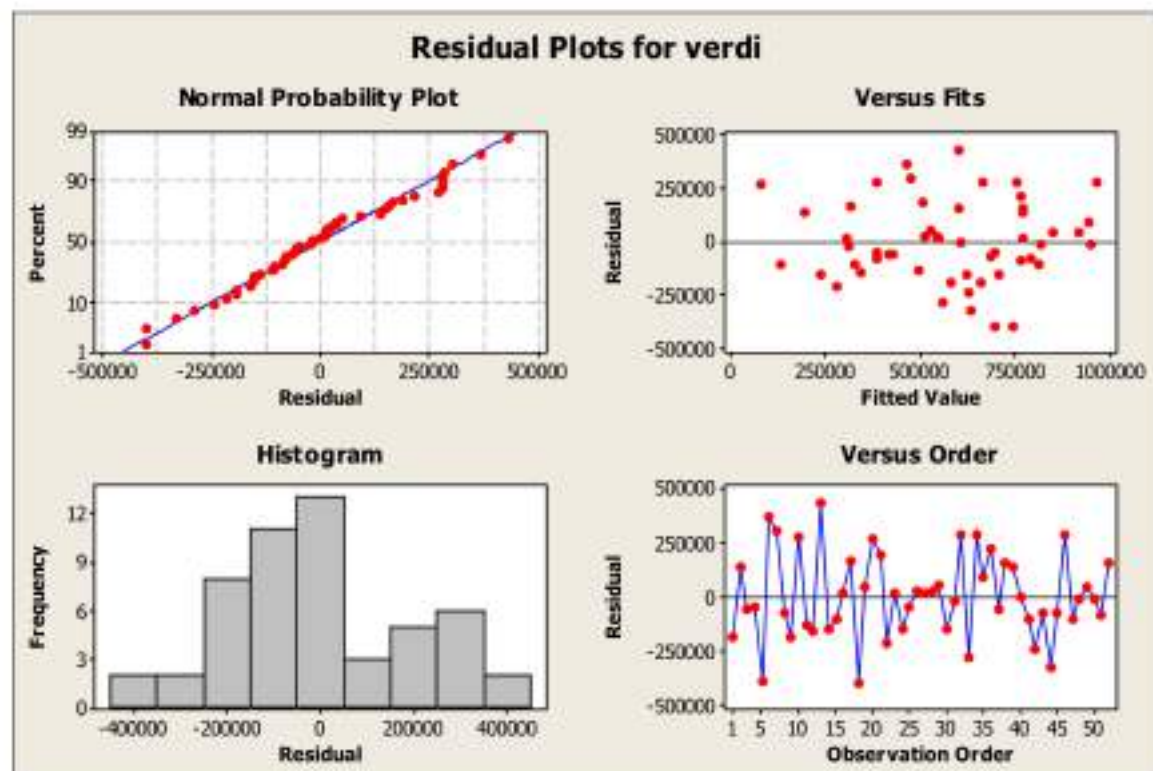 Residual Plots for verdi
Normal Probability Plot
99
90
50
10
1
Percent
-500000 -250000 0 250000 500000
Residual
Versus Fits
500000
250000
0
-250000
-500000
Residual
0 250000 500000 750000 1000000
Fitted Value
Histogram
12
9
6
3
0
Frequency
-400000 -200000 0 200000 400000
Residual
Versus Order
500000
250000
0
-250000
-500000
Residual
1 5 10 15 20 25 30 35 40 45 50
Observation Order